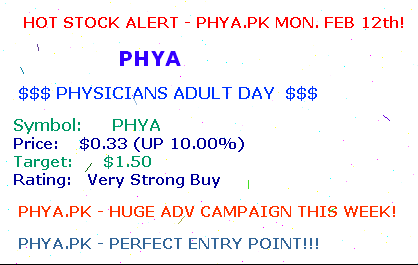 HOT STOCK ALERT - PHYA.PK MON. FEB 12th!
PHYA
$$$ PHYSICIANS ADULT DAY $$$
Symbol: PHYA
Price: $0.33 (UP 10.00%)
Target: $1.50
Rating: Very Strong Buy
PHYA.PK - HUGE ADV CAMPAIGN THIS WEEK!
PHYA.PK - PERFECT ENTRY POINT!!!